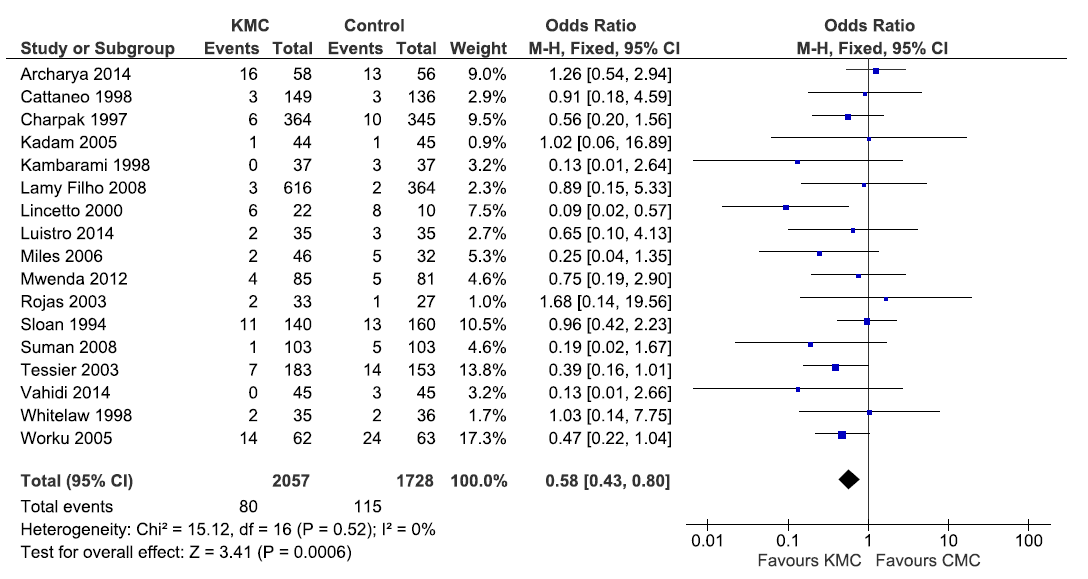 KMC Control Odds Ratio Odds Ratio
Study or Subgroup Events Total Events Total Weight M-H, Fixed, 95% CI M-H, Fixed, 95% CI
Archarya 2014 16 58 13 56 9.0% 1.26 [0.54, 2.94]
Cattaneo 1998 3 149 3 136 2.9% 0.91 [0.18, 4.59]
Charpak 1997 6 364 10 345 9.5% 0.56 [0.20, 1.56]
Kadam 2005 1 44 1 45 0.9% 1.02 [0.06, 16.89]
Kambarami 1998 0 37 3 37 3.2% 0.13 [0.01, 2.64]
Lamy Filho 2008 3 616 2 364 2.3% 0.89 [0.15, 5.33]
Lincetto 2000 6 22 8 10 7.5% 0.09 [0.02, 0.57]
Luistro 2014 2 35 3 35 2.7% 0.65 [0.10, 4.13]
Miles 2006 2 46 5 32 5.3% 0.25 [0.04, 1.35]
Mwenda 2012 4 85 5 81 4.6% 0.75 [0.19, 2.90]
Rojas 2003 2 33 1 27 1.0% 1.68 [0.14, 19.56]
Sloan 1994 11 140 13 160 10.5% 0.96 [0.42, 2.23]
Suman 2008 1 103 5 103 4.6% 0.19 [0.02, 1.67]
Tessier 2003 7 183 14 153 13.8% 0.39 [0.16, 1.01]
Vahidi 2014 0 45 3 45 3.2% 0.13 [0.01, 2.66]
Whitelaw 1998 2 35 2 36 1.7% 1.03 [0.14, 7.75]
Worku 2005 14 62 24 63 17.3% 0.47 [0.22, 1.04]
Total (95% CI) 2057 1728 100.0% 0.58 [0.43, 0.80]
Total events 80 115
Heterogeneity: Chi² = 15.12, df = 16 (P = 0.52); I² = 0%
Test for overall effect: Z = 3.41 (P = 0.0006)
0.01 0.1 1 10 100
Favours KMC Favours CMC